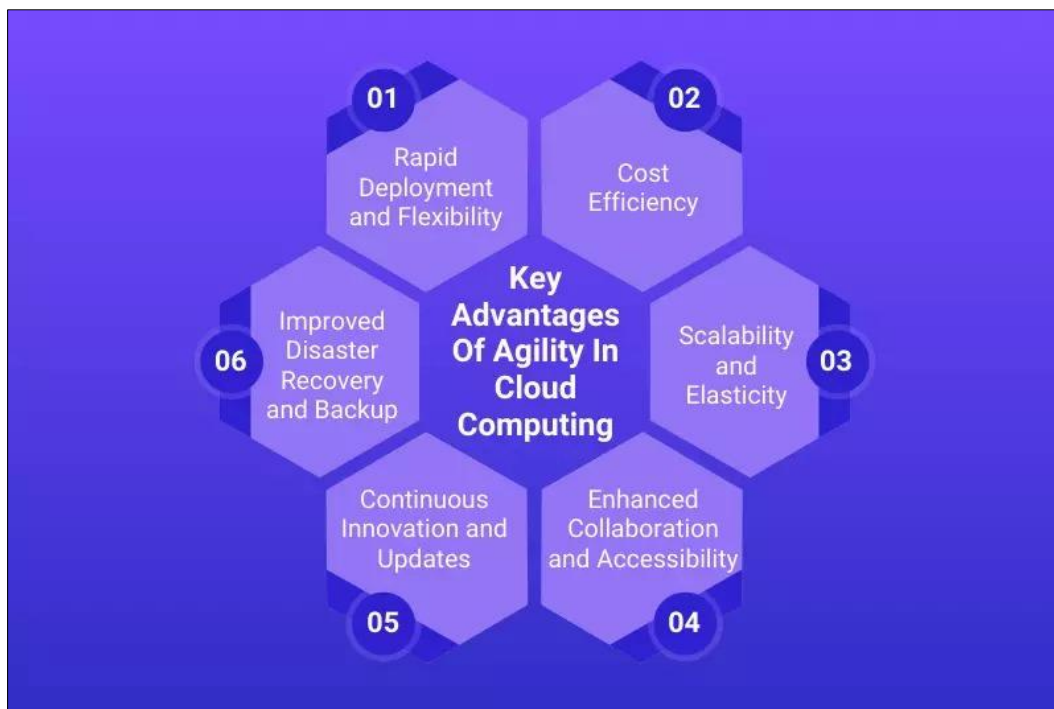 Key
Advantages
Of Agility In
Cloud
Computing
01
Rapid
Deployment
and Flexibility
02
Cost
Efficiency
03
Scalability
and
Elasticity
04
Enhanced
Collaboration
and Accessibility
05
Continuous
Innovation and
Updates
06
Improved
Disaster
Recovery
and Backup